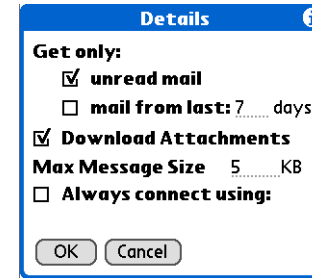 Details
Get only:
unread mail
mail from last: 7 days
Download Attachments
Max Message Size 5 KB
Always connect using:
OK Cancel